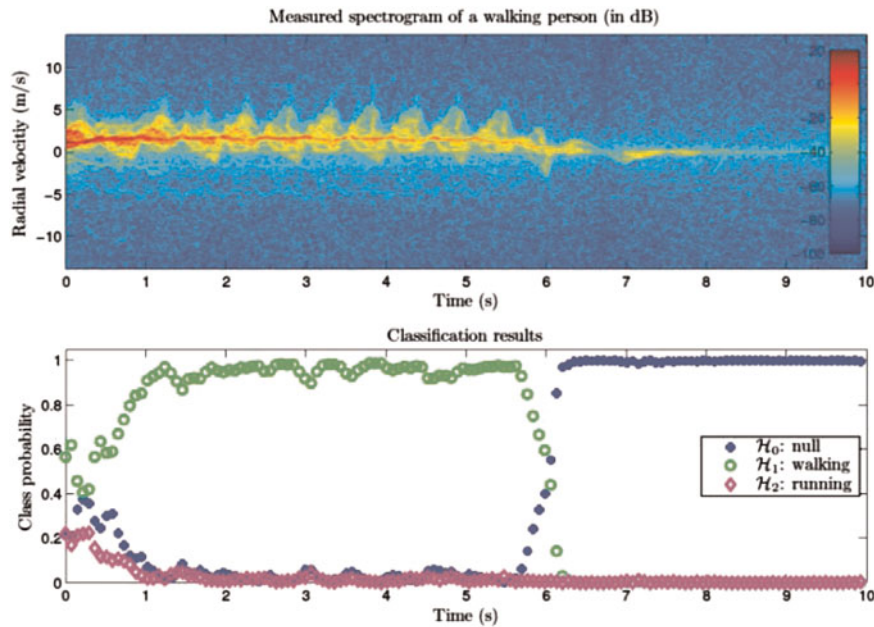 Measured spectrogram of a walking person (in dB)
Radial velocitiy (m/s)
10
5
0
−5
−10
20
0
−20
−40
−60
−80
−100
0 1 2 3 4 5 6 7 8 9 10
Time (s)
Classification results
Class probability
1
0.8
0.6
0.4
0.2
0
H₀: null
H₁: walking
H₂: running
0 1 2 3 4 5 6 7 8 9 10
Time (s)